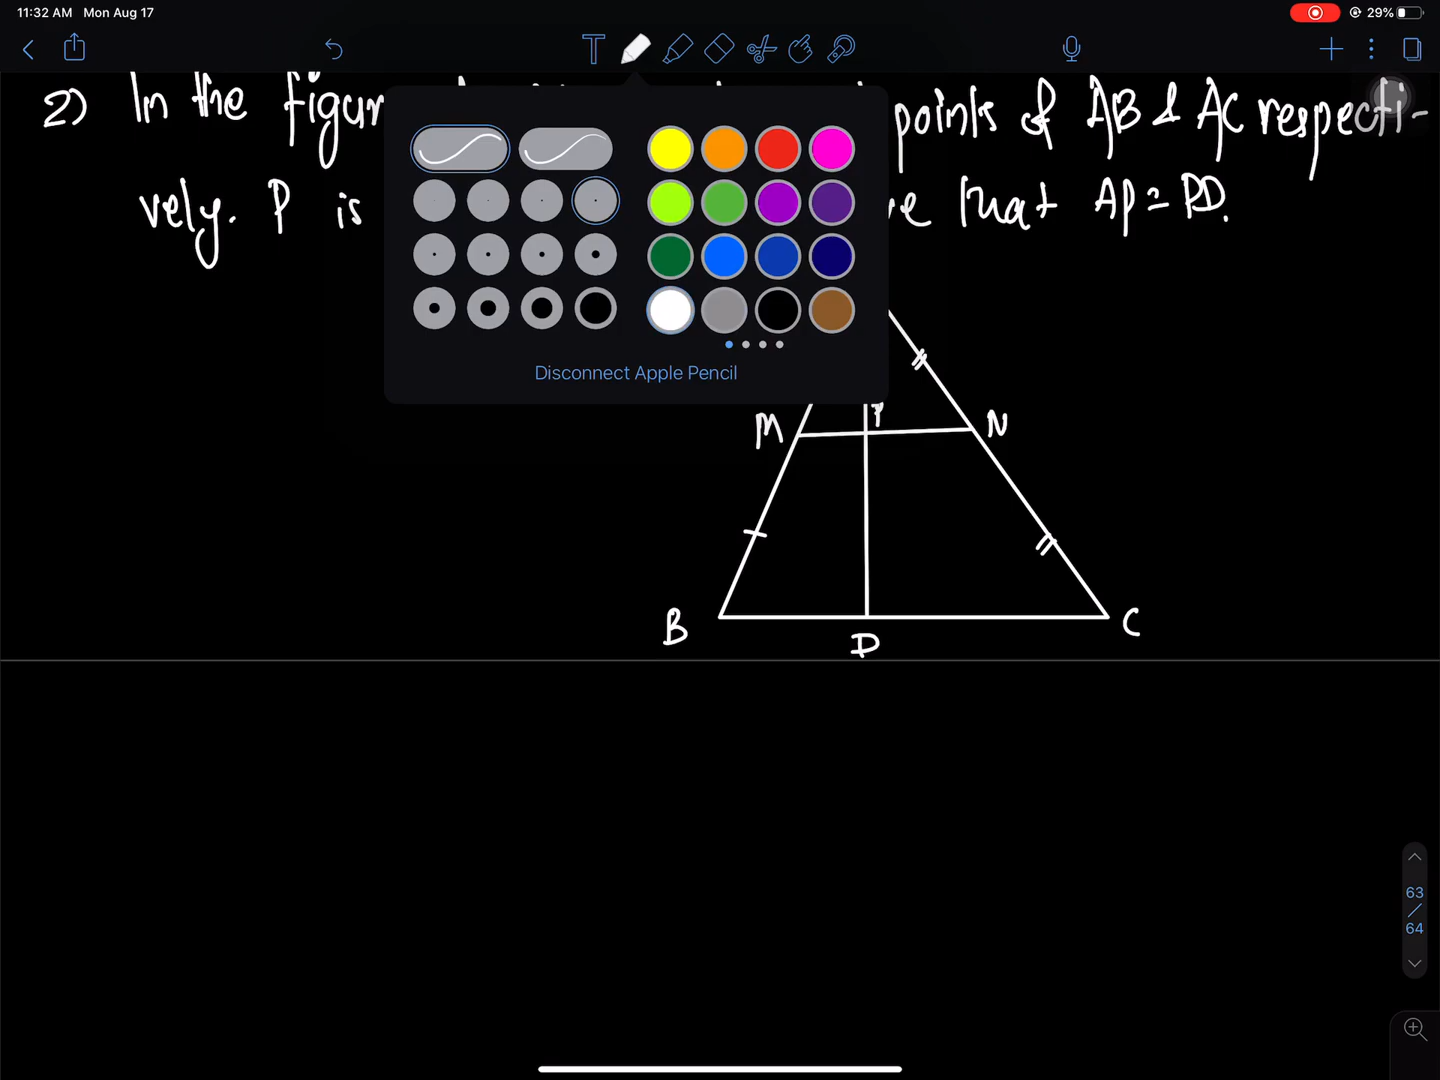 11:32 AM Mon Aug 17
29%
2) In the figur points of AB & AC respecti-
vely. P is that AP = PD.
Disconnect Apple Pencil
P
M N
B C
D
63
64